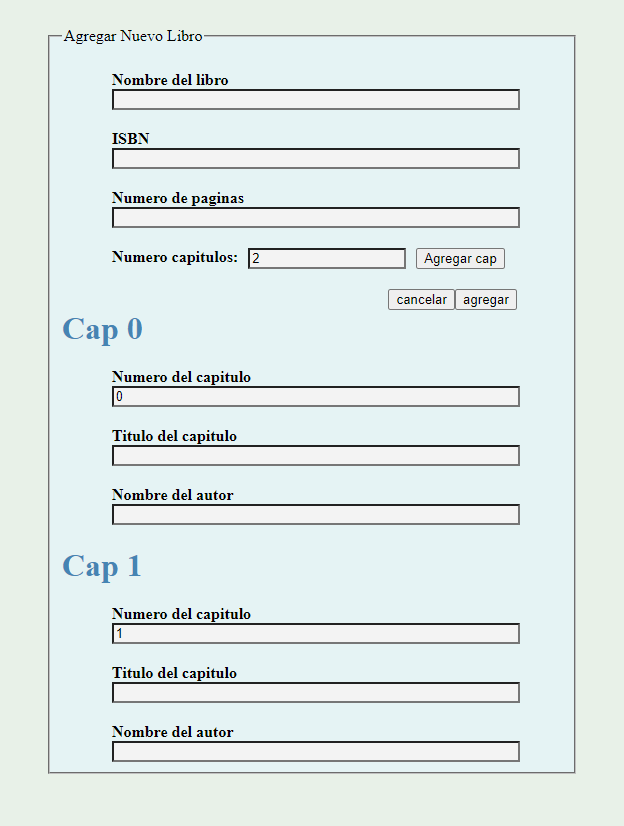 Agregar Nuevo Libro
Nombre del libro
ISBN
Numero de paginas
Numero capitulos: 2 Agregar cap
cancelar agregar
Cap 0
Numero del capitulo
0
Titulo del capitulo
Nombre del autor
Cap 1
Numero del capitulo
1
Titulo del capitulo
Nombre del autor